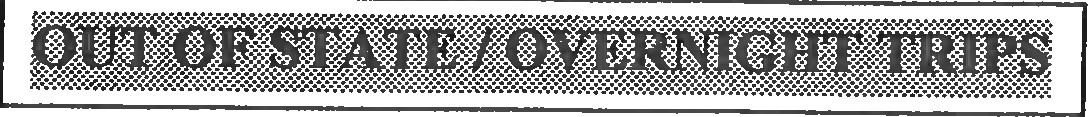 OUT OF STATE / OVERNIGHT TRIPS